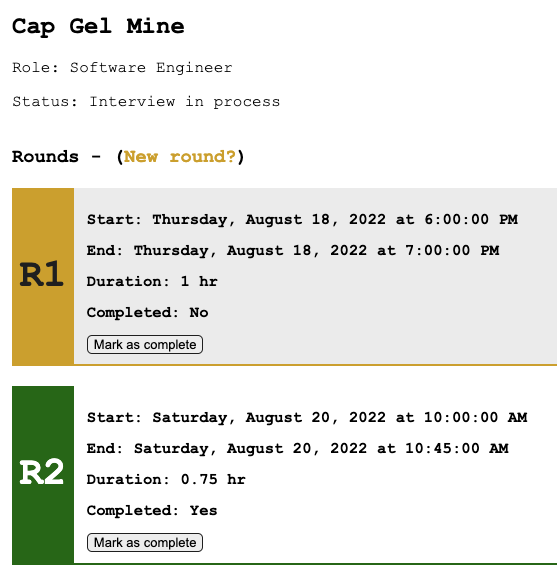 Cap Gel Mine
Role: Software Engineer
Status: Interview in process
Rounds - (New round?)
R1
Start: Thursday, August 18, 2022 at 6:00:00 PM
End: Thursday, August 18, 2022 at 7:00:00 PM
Duration: 1 hr
Completed: No
Mark as complete
R2
Start: Saturday, August 20, 2022 at 10:00:00 AM
End: Saturday, August 20, 2022 at 10:45:00 AM
Duration: 0.75 hr
Completed: Yes
Mark as complete